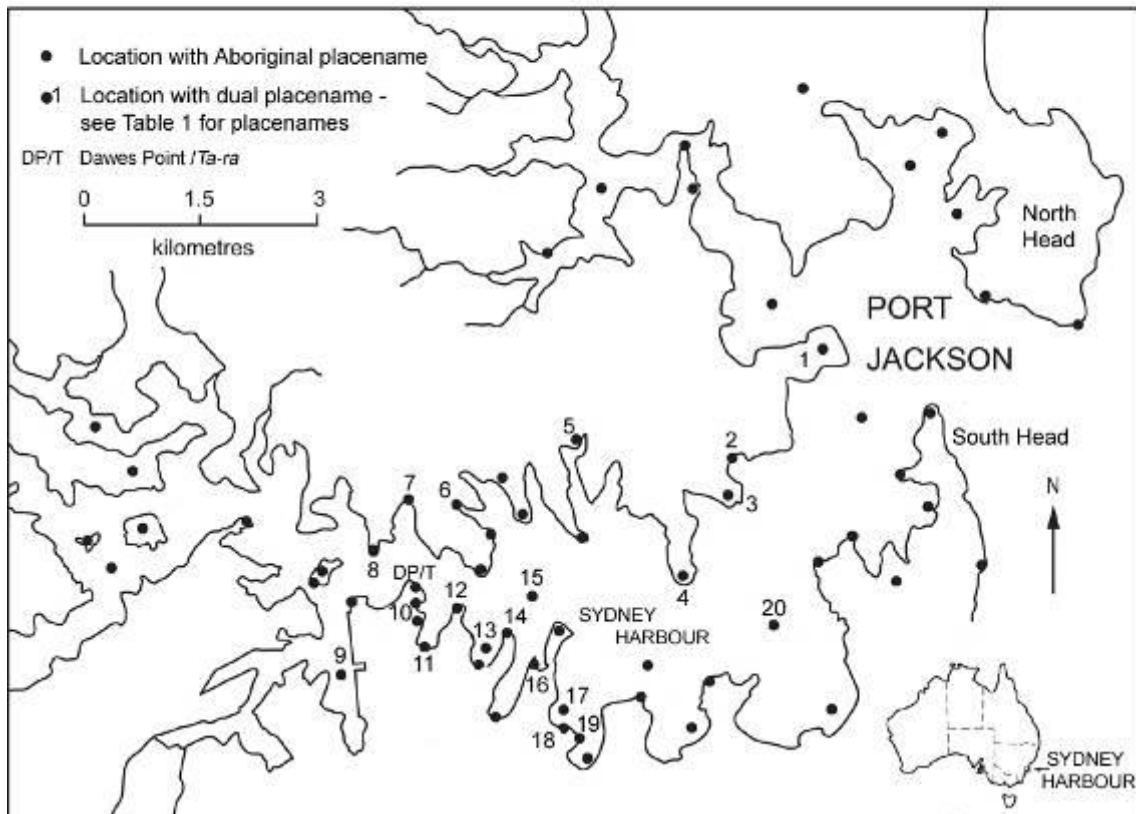 Location with Aboriginal placename
1 Location with dual placename -
see Table 1 for placenames
DP/T Dawes Point / Ta-ra
0 1.5 3
kilometres
North
Head
PORT
JACKSON
1
South Head
5
2
3
N
7
6
8
DP/T
4
15
12
10
14
SYDNEY
HARBOUR
20
11
13
9
16
17
18
19
SYDNEY
HARBOUR